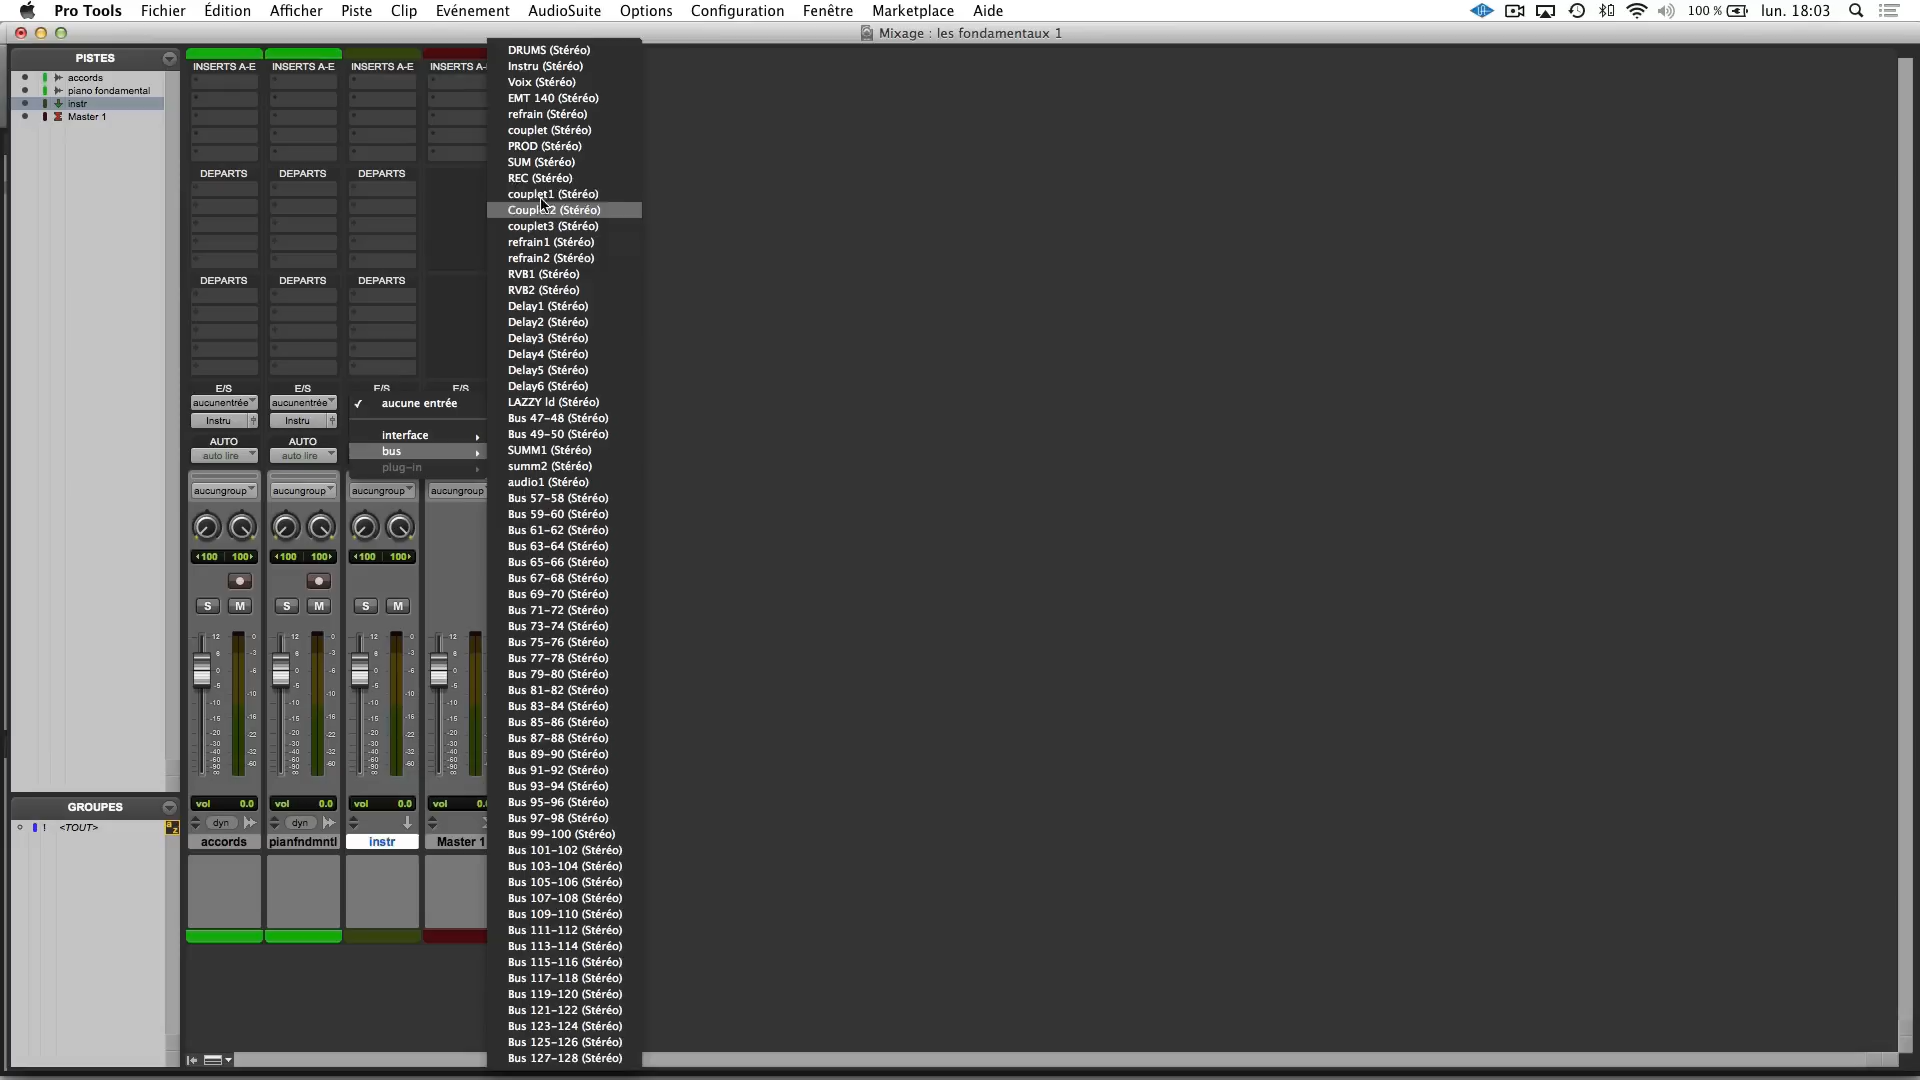 Pro Tools Fichier Édition Afficher Piste Clip Evénement AudioSuite Options Configuration Fenêtre Marketplace Aide 100 % lun. 18:03
Mixage : les fondamentaux 1
PISTES
accords
piano fondamental
instr
Master 1
INSERTS A-E INSERTS A-E INSERTS A-E INSERTS A-E
DEPARTS DEPARTS DEPARTS
DEPARTS DEPARTS DEPARTS
E/S E/S E/S E/S
aucunentrée aucunentrée
Instru Instru
AUTO AUTO
auto lire auto lire
aucungroup aucungroup aucungroup aucungroup
100 100 100 100 100 100
S M S M S M
vol 0.0 vol 0.0 vol 0.0 vol 0.
dyn dyn
accords pianfndmntl instr Master 1
GROUPES
! <TOUT> a z
✓ aucune entrée
interface
bus
plug-in
DRUMS (Stéréo)
Instru (Stéréo)
Voix (Stéréo)
EMT 140 (Stéréo)
refrain (Stéréo)
couplet (Stéréo)
PROD (Stéréo)
SUM (Stéréo)
REC (Stéréo)
couplet1 (Stéréo)
Couplet2 (Stéréo)
couplet3 (Stéréo)
refrain1 (Stéréo)
refrain2 (Stéréo)
RVB1 (Stéréo)
RVB2 (Stéréo)
Delay1 (Stéréo)
Delay2 (Stéréo)
Delay3 (Stéréo)
Delay4 (Stéréo)
Delay5 (Stéréo)
Delay6 (Stéréo)
LAZZY ld (Stéréo)
Bus 47-48 (Stéréo)
Bus 49-50 (Stéréo)
SUMM1 (Stéréo)
summ2 (Stéréo)
audio1 (Stéréo)
Bus 57-58 (Stéréo)
Bus 59-60 (Stéréo)
Bus 61-62 (Stéréo)
Bus 63-64 (Stéréo)
Bus 65-66 (Stéréo)
Bus 67-68 (Stéréo)
Bus 69-70 (Stéréo)
Bus 71-72 (Stéréo)
Bus 73-74 (Stéréo)
Bus 75-76 (Stéréo)
Bus 77-78 (Stéréo)
Bus 79-80 (Stéréo)
Bus 81-82 (Stéréo)
Bus 83-84 (Stéréo)
Bus 85-86 (Stéréo)
Bus 87-88 (Stéréo)
Bus 89-90 (Stéréo)
Bus 91-92 (Stéréo)
Bus 93-94 (Stéréo)
Bus 95-96 (Stéréo)
Bus 97-98 (Stéréo)
Bus 99-100 (Stéréo)
Bus 101-102 (Stéréo)
Bus 103-104 (Stéréo)
Bus 105-106 (Stéréo)
Bus 107-108 (Stéréo)
Bus 109-110 (Stéréo)
Bus 111-112 (Stéréo)
Bus 113-114 (Stéréo)
Bus 115-116 (Stéréo)
Bus 117-118 (Stéréo)
Bus 119-120 (Stéréo)
Bus 121-122 (Stéréo)
Bus 123-124 (Stéréo)
Bus 125-126 (Stéréo)
Bus 127-128 (Stéréo)